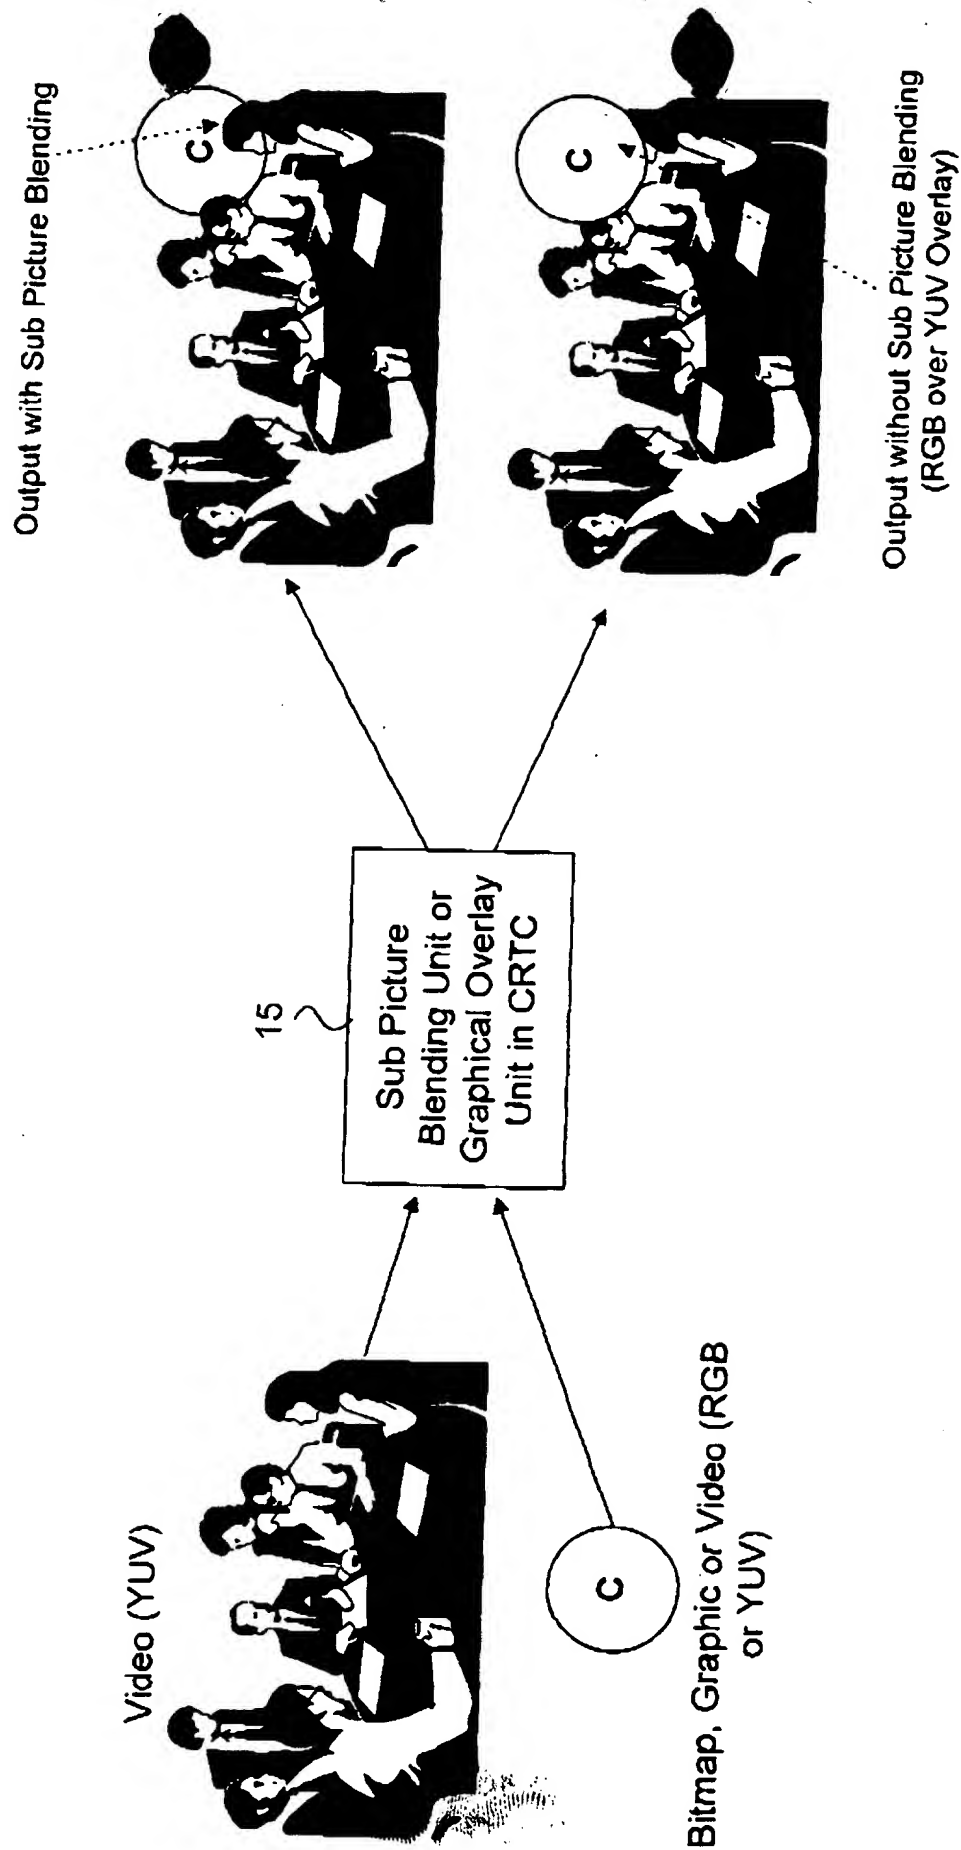 Video (YUV)
C
Bitmap, Graphic or Video (RGB
or YUV)
15
Sub Picture
Blending Unit or
Graphical Overlay
Unit in CRTC
Output with Sub Picture Blending
C
C
Output without Sub Picture Blending
(RGB over YUV Overlay)